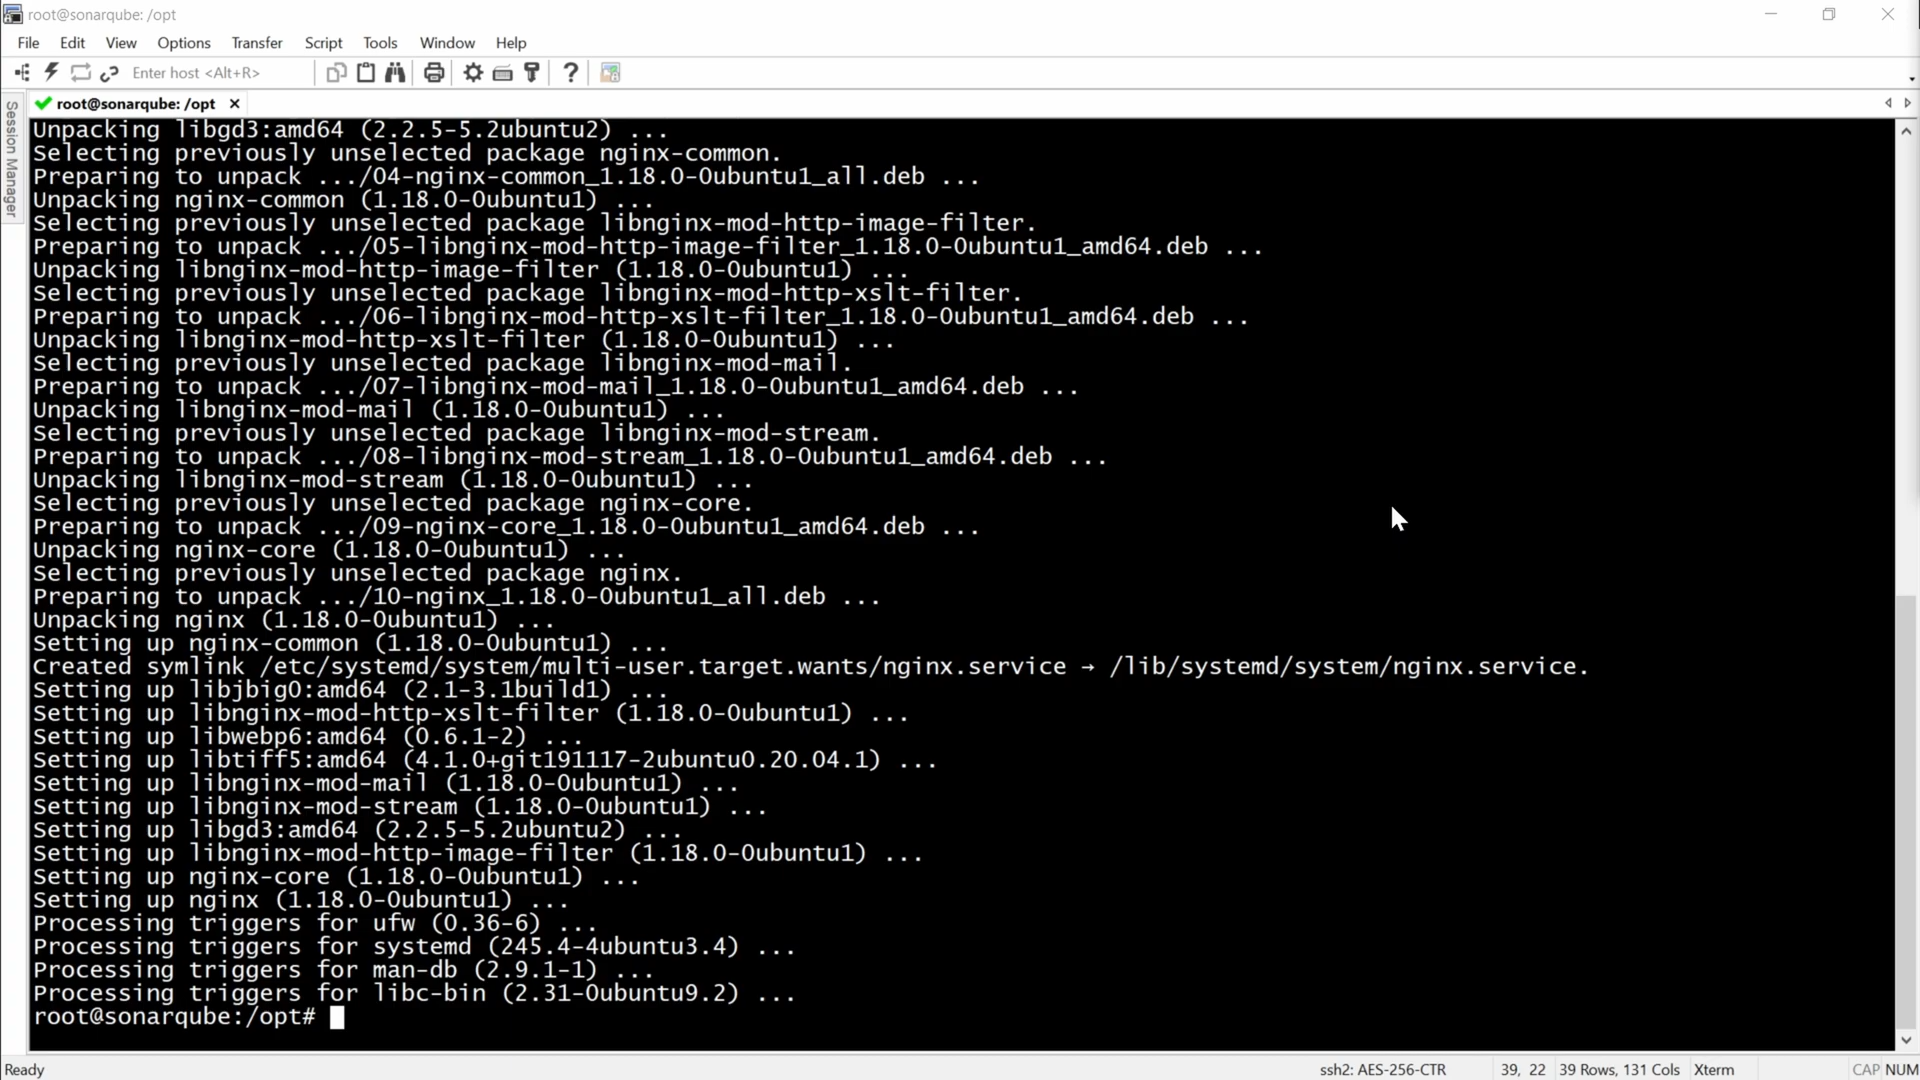 root@sonarqube: /opt
File Edit View Options Transfer Script Tools Window Help
Enter host <Alt+R>
Session Manager
root@sonarqube: /opt
Unpacking libgd3:amd64 (2.2.5-5.2ubuntu2) ...
Selecting previously unselected package nginx-common.
Preparing to unpack .../04-nginx-common_1.18.0-0ubuntu1_all.deb ...
Unpacking nginx-common (1.18.0-0ubuntu1) ...
Selecting previously unselected package libnginx-mod-http-image-filter.
Preparing to unpack .../05-libnginx-mod-http-image-filter_1.18.0-0ubuntu1_amd64.deb ...
Unpacking libnginx-mod-http-image-filter (1.18.0-0ubuntu1) ...
Selecting previously unselected package libnginx-mod-http-xslt-filter.
Preparing to unpack .../06-libnginx-mod-http-xslt-filter_1.18.0-0ubuntu1_amd64.deb ...
Unpacking libnginx-mod-http-xslt-filter (1.18.0-0ubuntu1) ...
Selecting previously unselected package libnginx-mod-mail.
Preparing to unpack .../07-libnginx-mod-mail_1.18.0-0ubuntu1_amd64.deb ...
Unpacking libnginx-mod-mail (1.18.0-0ubuntu1) ...
Selecting previously unselected package libnginx-mod-stream.
Preparing to unpack .../08-libnginx-mod-stream_1.18.0-0ubuntu1_amd64.deb ...
Unpacking libnginx-mod-stream (1.18.0-0ubuntu1) ...
Selecting previously unselected package nginx-core.
Preparing to unpack .../09-nginx-core_1.18.0-0ubuntu1_amd64.deb ...
Unpacking nginx-core (1.18.0-0ubuntu1) ...
Selecting previously unselected package nginx.
Preparing to unpack .../10-nginx_1.18.0-0ubuntu1_all.deb ...
Unpacking nginx (1.18.0-0ubuntu1) ...
Setting up nginx-common (1.18.0-0ubuntu1) ...
Created symlink /etc/systemd/system/multi-user.target.wants/nginx.service → /lib/systemd/system/nginx.service.
Setting up libjbig0:amd64 (2.1-3.1build1) ...
Setting up libnginx-mod-http-xslt-filter (1.18.0-0ubuntu1) ...
Setting up libwebp6:amd64 (0.6.1-2) ...
Setting up libtiff5:amd64 (4.1.0+git191117-2ubuntu0.20.04.1) ...
Setting up libnginx-mod-mail (1.18.0-0ubuntu1) ...
Setting up libnginx-mod-stream (1.18.0-0ubuntu1) ...
Setting up libgd3:amd64 (2.2.5-5.2ubuntu2) ...
Setting up libnginx-mod-http-image-filter (1.18.0-0ubuntu1) ...
Setting up nginx-core (1.18.0-0ubuntu1) ...
Setting up nginx (1.18.0-0ubuntu1) ...
Processing triggers for ufw (0.36-6) ...
Processing triggers for systemd (245.4-4ubuntu3.4) ...
Processing triggers for man-db (2.9.1-1) ...
Processing triggers for libc-bin (2.31-0ubuntu9.2) ...
root@sonarqube:/opt#
Ready ssh2: AES-256-CTR 39, 22 39 Rows, 131 Cols Xterm CAP NUM